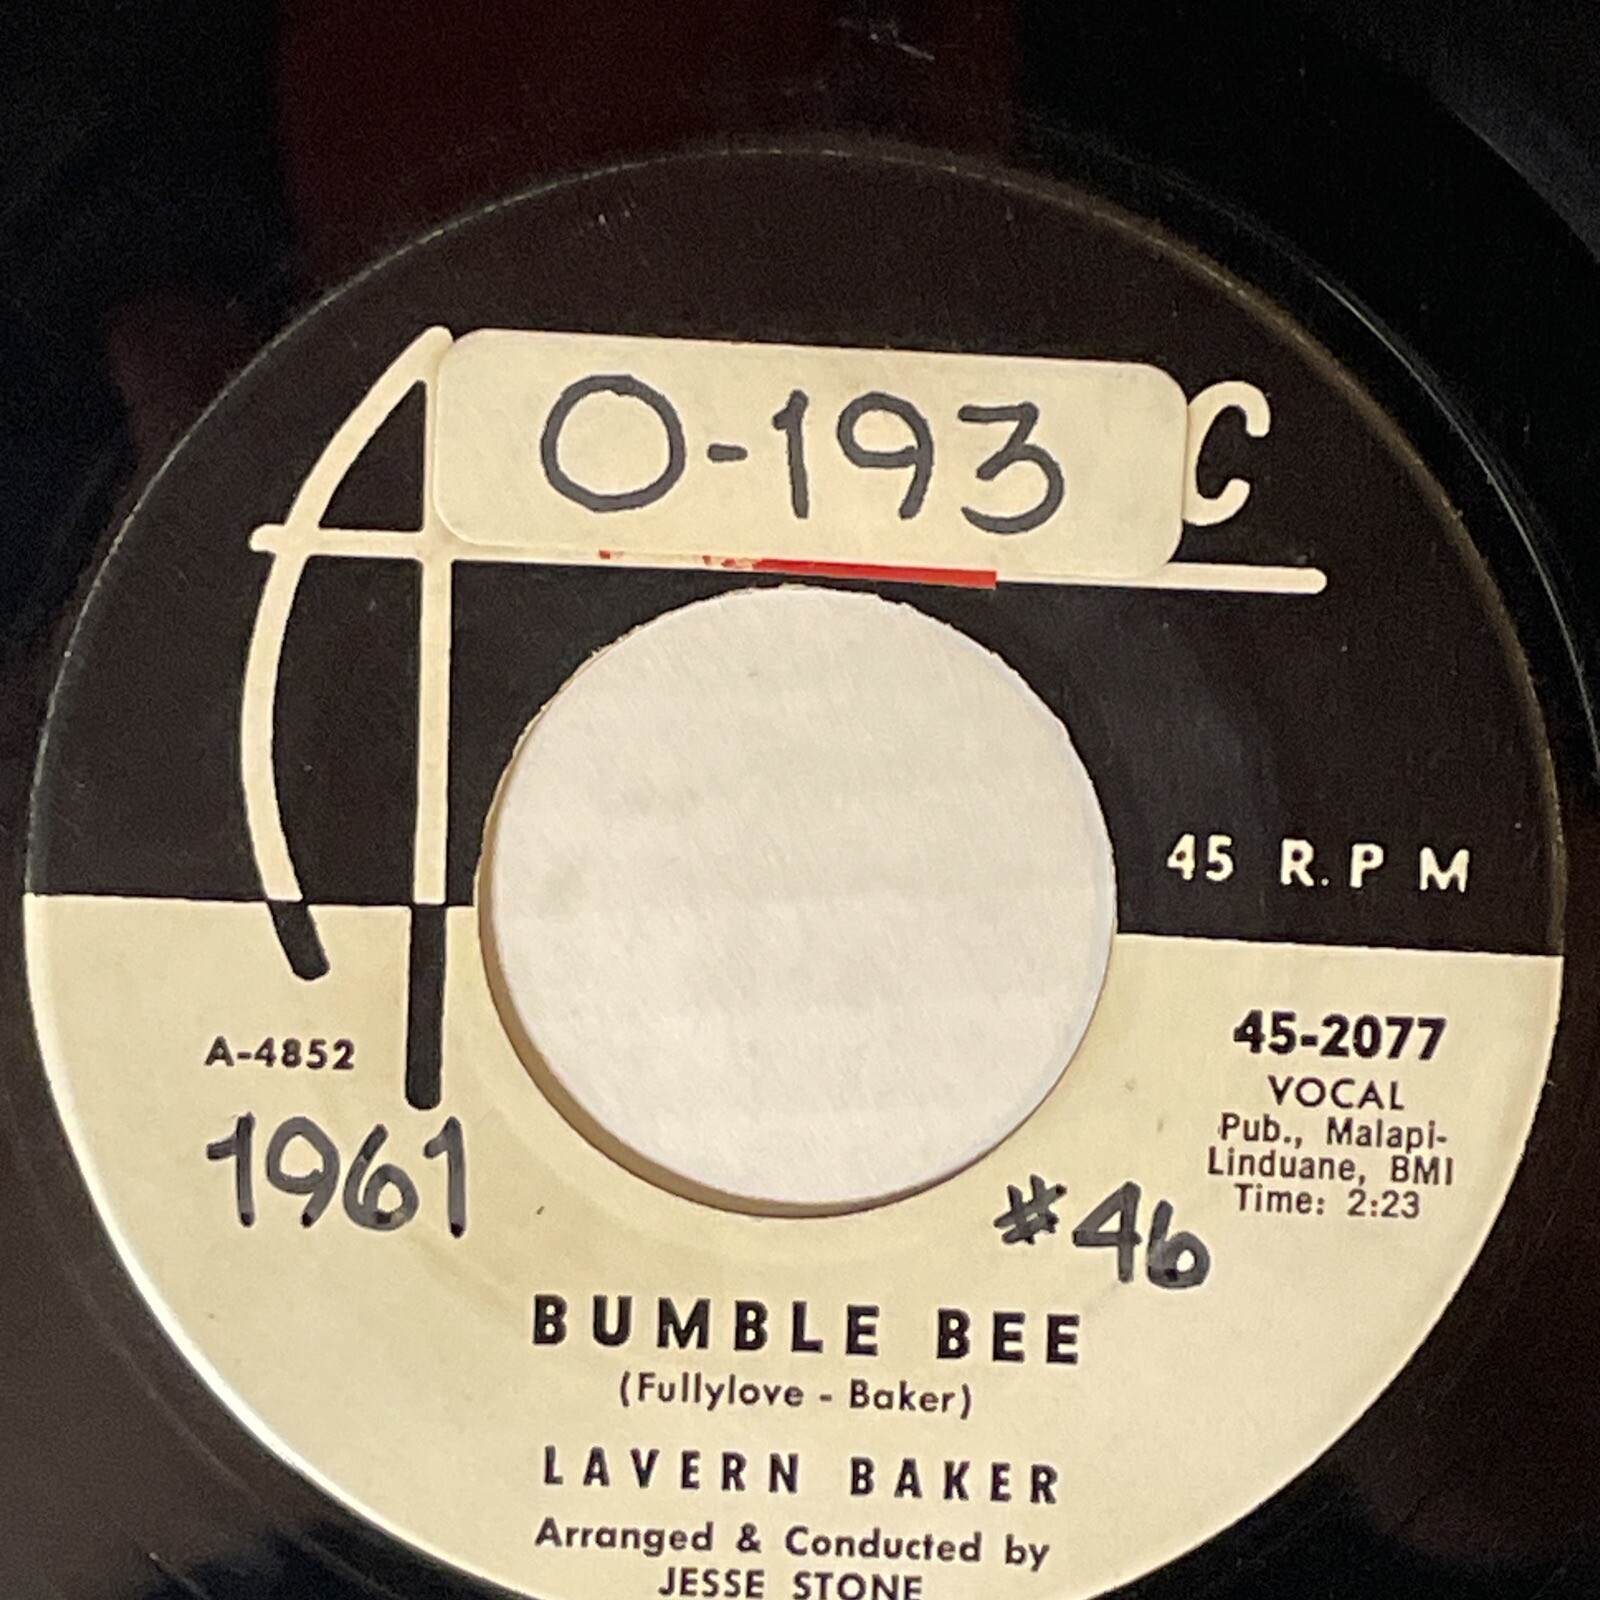 O-193
A C
45 R.P M
A-4852
1961
45-2077
VOCAL
Pub., Malapi-
Linduane, BMI
Time: 2:23
#46
BUMBLE BEE
(Fullylove - Baker)
LAVERN BAKER
Arranged & Conducted by
JESSE STONE